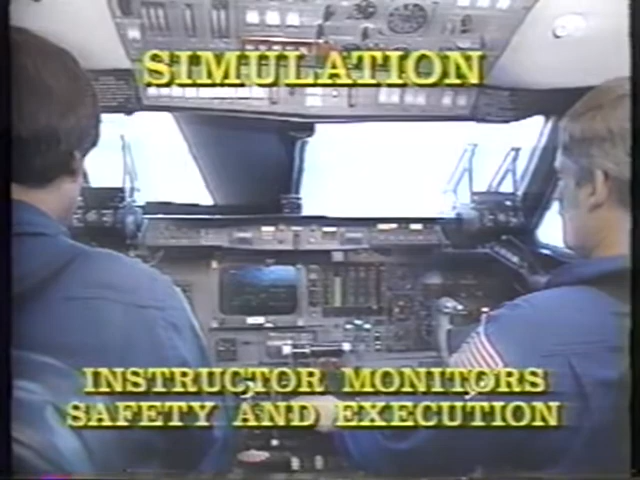 SIMULATION
INSTRUCTOR MONITORS
SAFETY AND EXECUTION